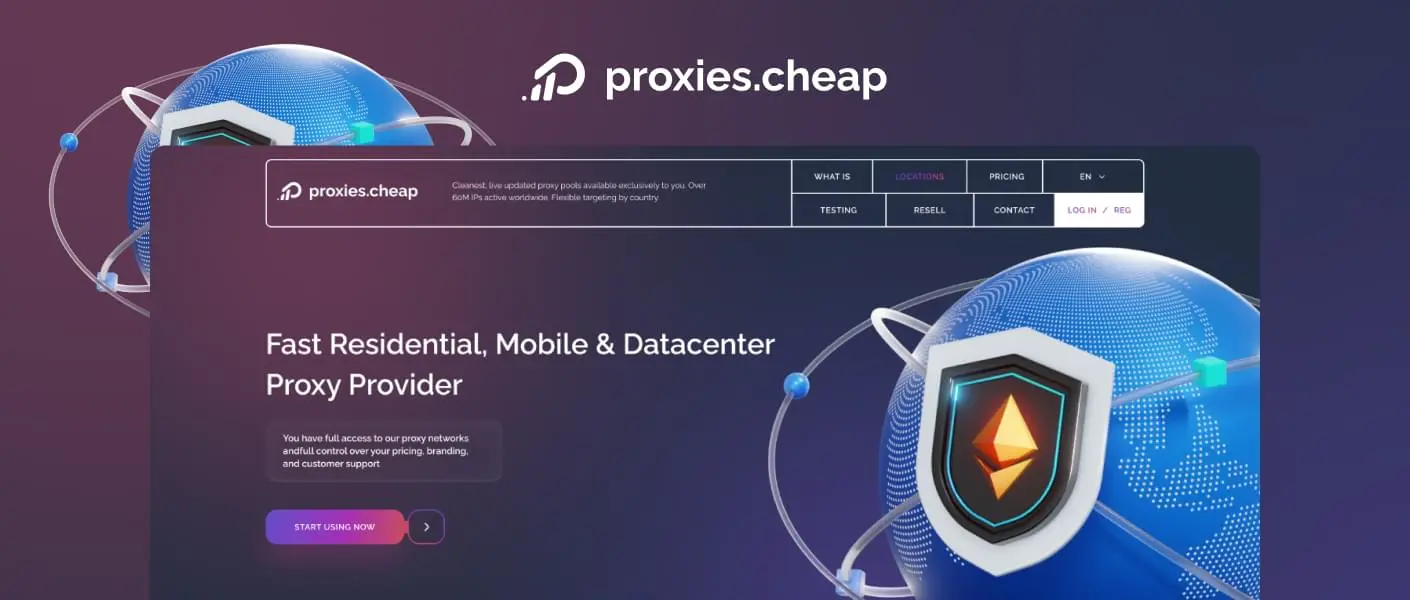 proxies.cheap
proxies.cheap
Cleanest, live updated proxy pools available exclusively to you. Over
60M IPs active worldwide. Flexible targeting by country
WHAT IS
LOCATIONS
PRICING
EN
TESTING
RESELL
CONTACT
LOG IN / REG
Fast Residential, Mobile & Datacenter
Proxy Provider
You have full access to our proxy networks
andfull control over your pricing, branding,
and customer support
START USING NOW